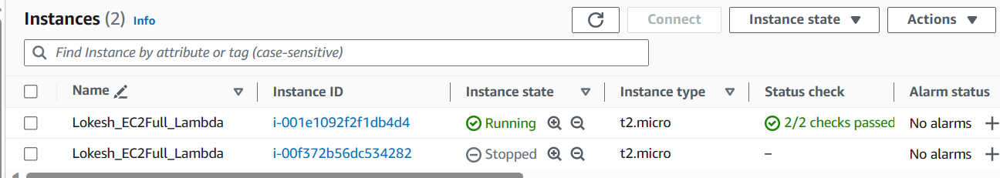 Instances (2) Info Connect Instance state Actions
Find Instance by attribute or tag (case-sensitive)
Name Instance ID Instance state Instance type Status check Alarm status
Lokesh_EC2Full_Lambda i-001e1092f2f1db4d4 Running t2.micro 2/2 checks passed No alarms +
Lokesh_EC2Full_Lambda i-00f372b56dc534282 Stopped t2.micro – No alarms +